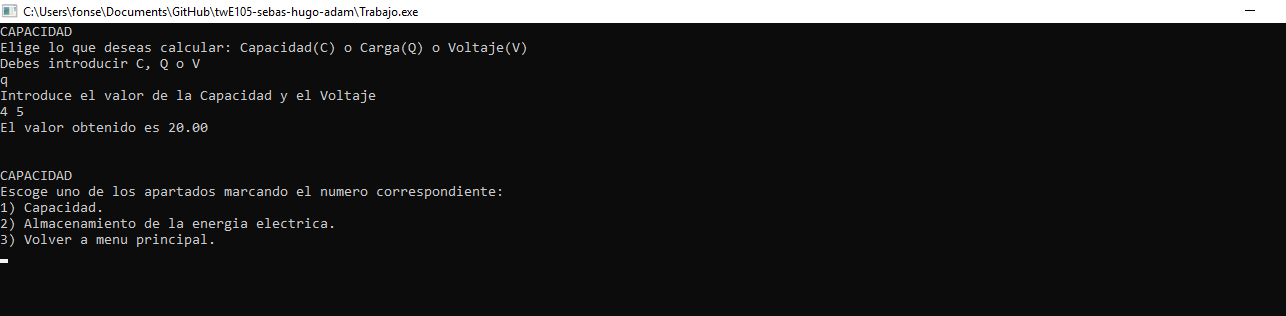 C:\Users\fonse\Documents\GitHub\twE105-sebas-hugo-adam\Trabajo.exe
CAPACIDAD
Elige lo que deseas calcular: Capacidad(C) o Carga(Q) o Voltaje(V)
Debes introducir C, Q o V
q
Introduce el valor de la Capacidad y el Voltaje
4 5
El valor obtenido es 20.00
CAPACIDAD
Escoge uno de los apartados marcando el numero correspondiente:
1) Capacidad.
2) Almacenamiento de la energia electrica.
3) Volver a menu principal.